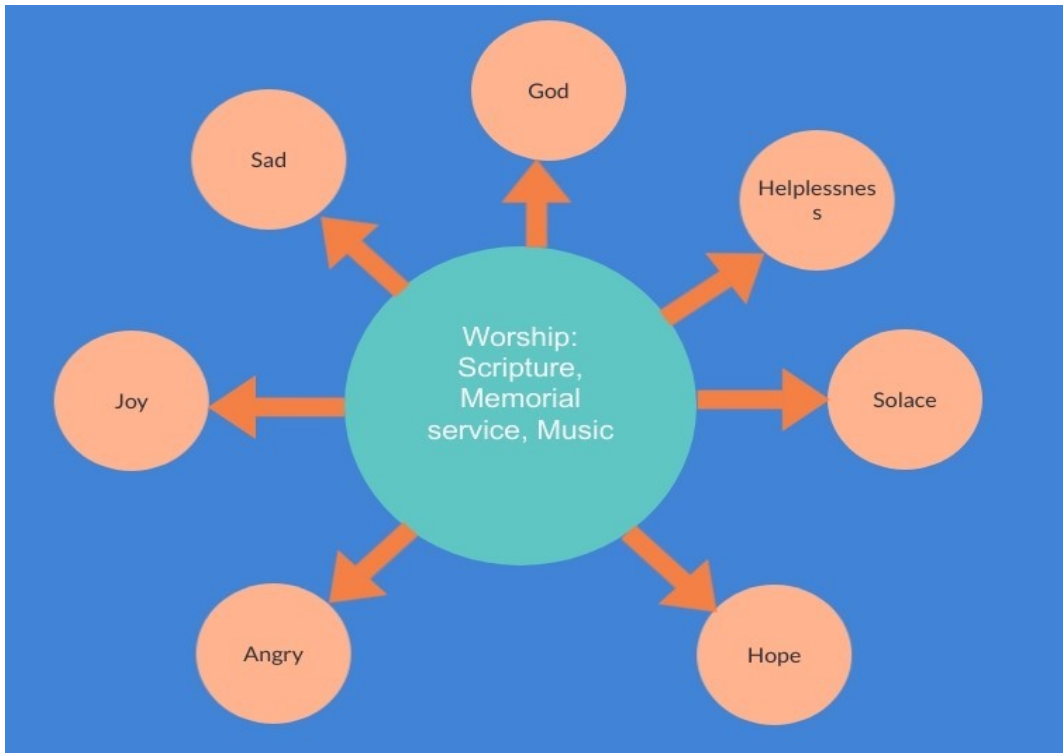 God
Sad
Helplessnes
s
Worship:
Scripture,
Memorial
service, Music
Joy
Solace
Angry
Hope